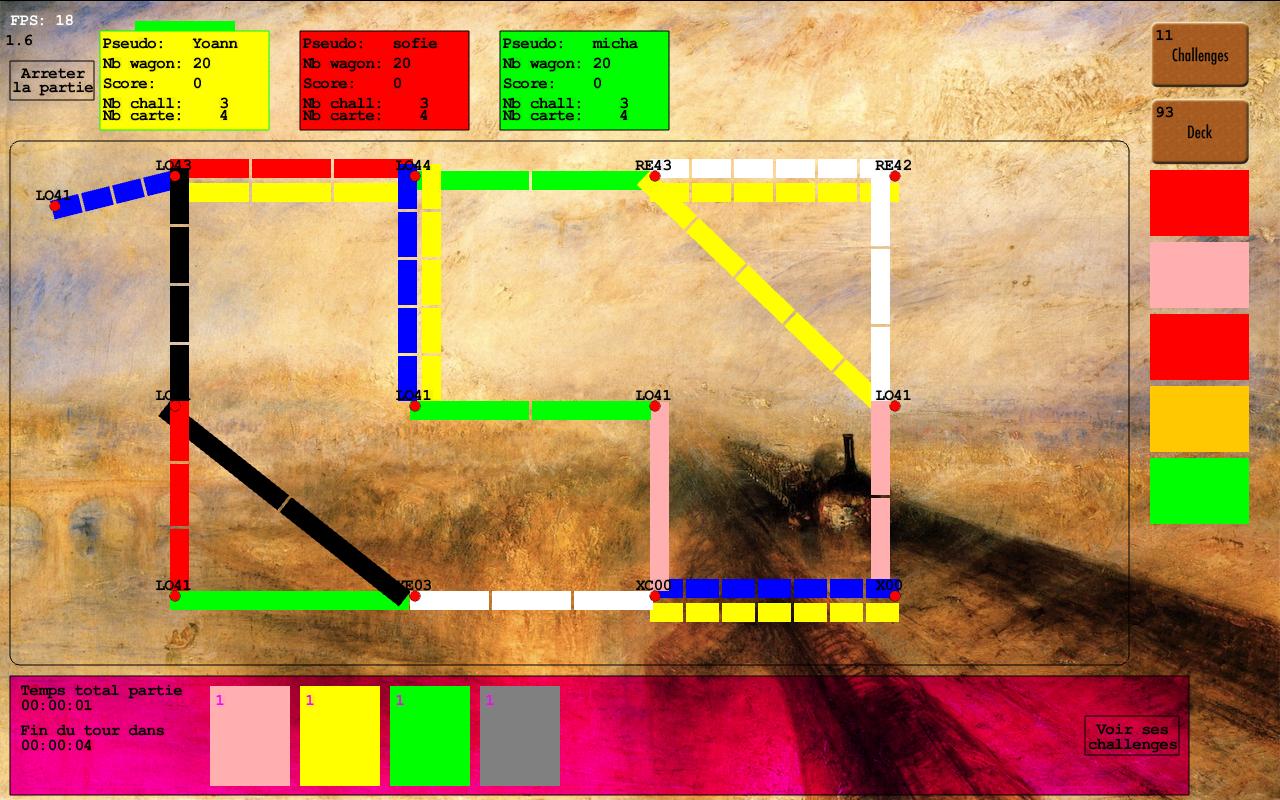 FPS: 18
1.6
Arreter
la partie
Pseudo: Yoann
Nb wagon: 20
Score: 0
Nb chall: 3
Nb carte: 4
Pseudo: sofie
Nb wagon: 20
Score: 0
Nb chall: 3
Nb carte: 4
Pseudo: micha
Nb wagon: 20
Score: 0
Nb chall: 3
Nb carte: 4
11
Challenges
93
Deck
LO43
LO44
RE43
RE42
LO41
LO41
LO41
LO41
LO41
XE03
XC00
X00
Temps total partie
00:00:01
Fin du tour dans
00:00:04
1
1
1
1
Voir ses
challenges